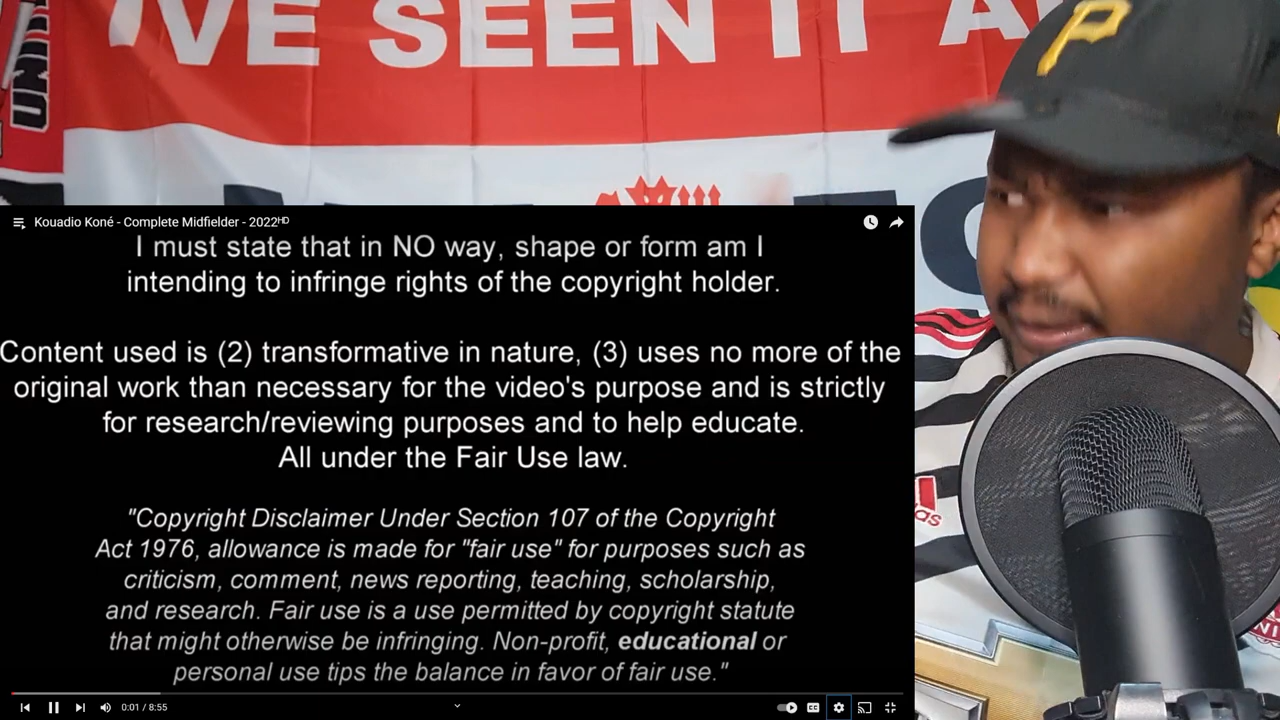 I'VE SEEN IT A
UNIT
P
Kouadio Koné - Complete Midfielder - 2022ᴴᴰ
I must state that in NO way, shape or form am I
intending to infringe rights of the copyright holder.
Content used is (2) transformative in nature, (3) uses no more of the
original work than necessary for the video's purpose and is strictly
for research/reviewing purposes and to help educate.
All under the Fair Use law.
"Copyright Disclaimer Under Section 107 of the Copyright
Act 1976, allowance is made for "fair use" for purposes such as
criticism, comment, news reporting, teaching, scholarship,
and research. Fair use is a use permitted by copyright statute
that might otherwise be infringing. Non-profit, educational or
personal use tips the balance in favor of fair use."
0:01 / 8:55
CC